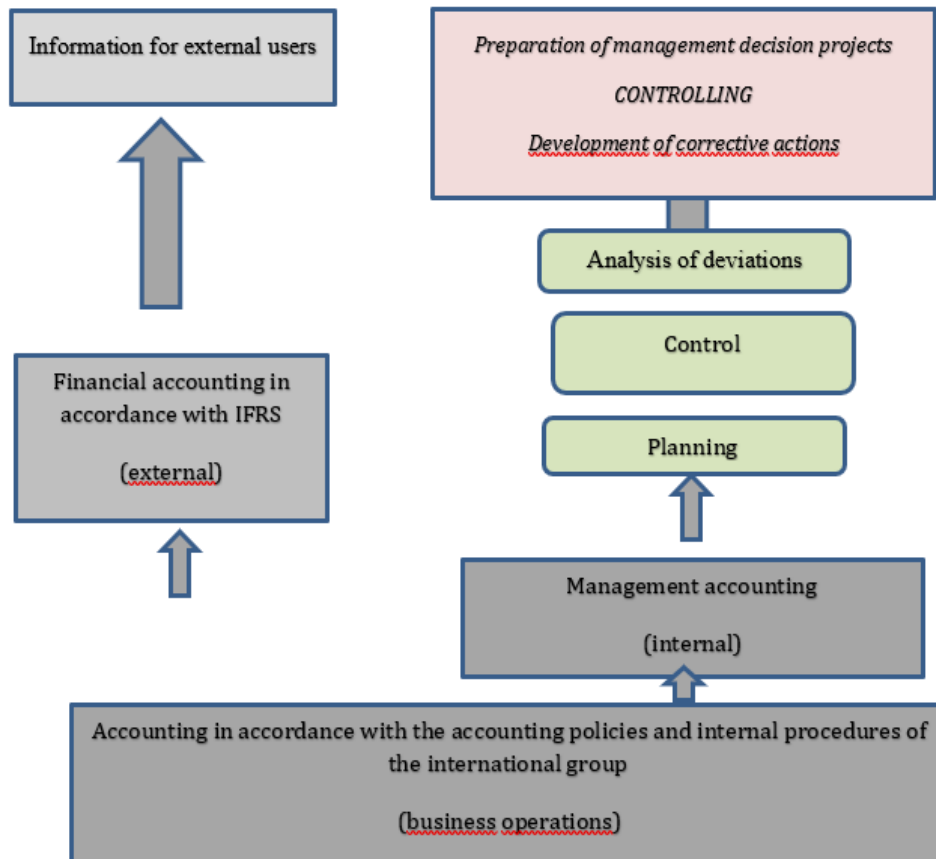 Information for external users
Preparation of management decision projects
CONTROLLING
Development of corrective actions
Analysis of deviations
Control
Financial accounting in
accordance with IFRS
(external)
Planning
Management accounting
(internal)
Accounting in accordance with the accounting policies and internal procedures of
the international group
(business operations)